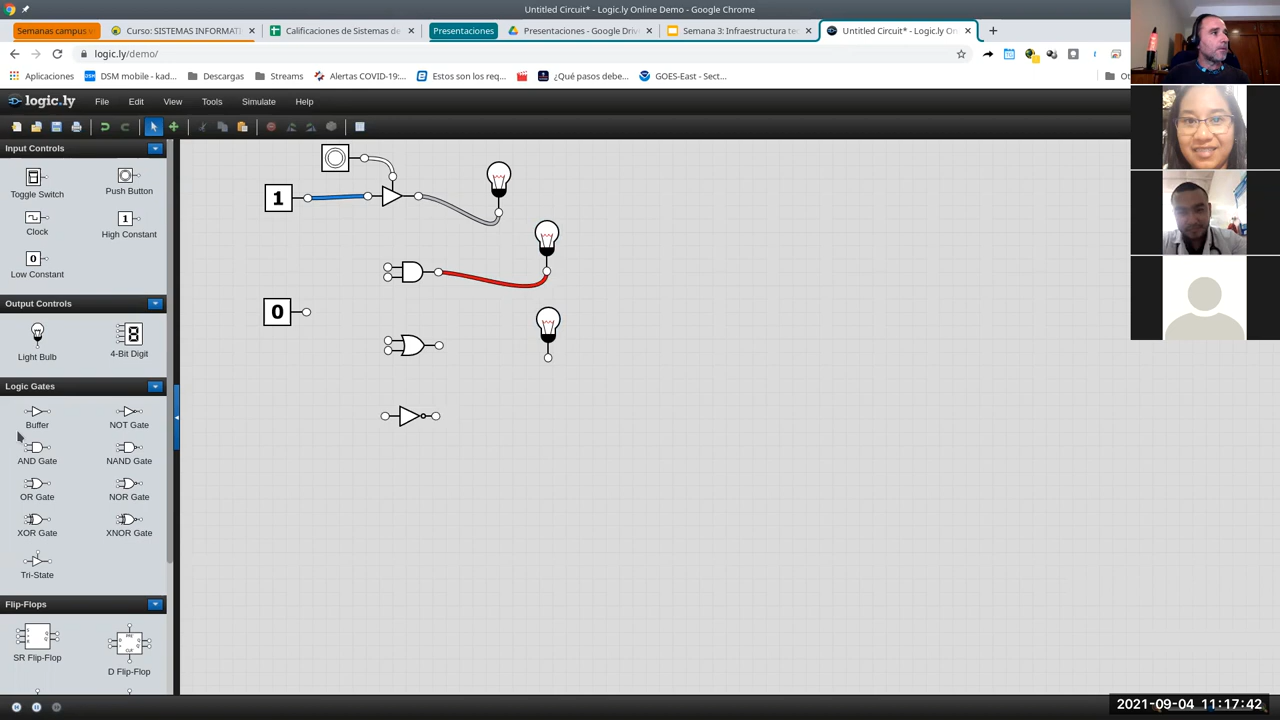 Untitled Circuit* - Logic.ly Online Demo - Google Chrome
Semanas campus v
Curso: SISTEMAS INFORMATI
Calificaciones de Sistemas de
Presentaciones
Presentaciones - Google Driv
Semana 3: Infraestructura tec
Untitled Circuit* - Logic.ly On
logic.ly/demo/
Aplicaciones
DSM mobile - kad...
Descargas
Streams
Alertas COVID-19:...
Estos son los req...
¿Qué pasos debe...
GOES-East - Sect...
logic.ly
File
Edit
View
Tools
Simulate
Help
Input Controls
Toggle Switch
Push Button
Clock
1
High Constant
0
Low Constant
Output Controls
Light Bulb
8
4-Bit Digit
Logic Gates
Buffer
NOT Gate
AND Gate
NAND Gate
OR Gate
NOR Gate
XOR Gate
XNOR Gate
Tri-State
Flip-Flops
SR Flip-Flop
D Flip-Flop
1
0
2021-09-04 11:17:42